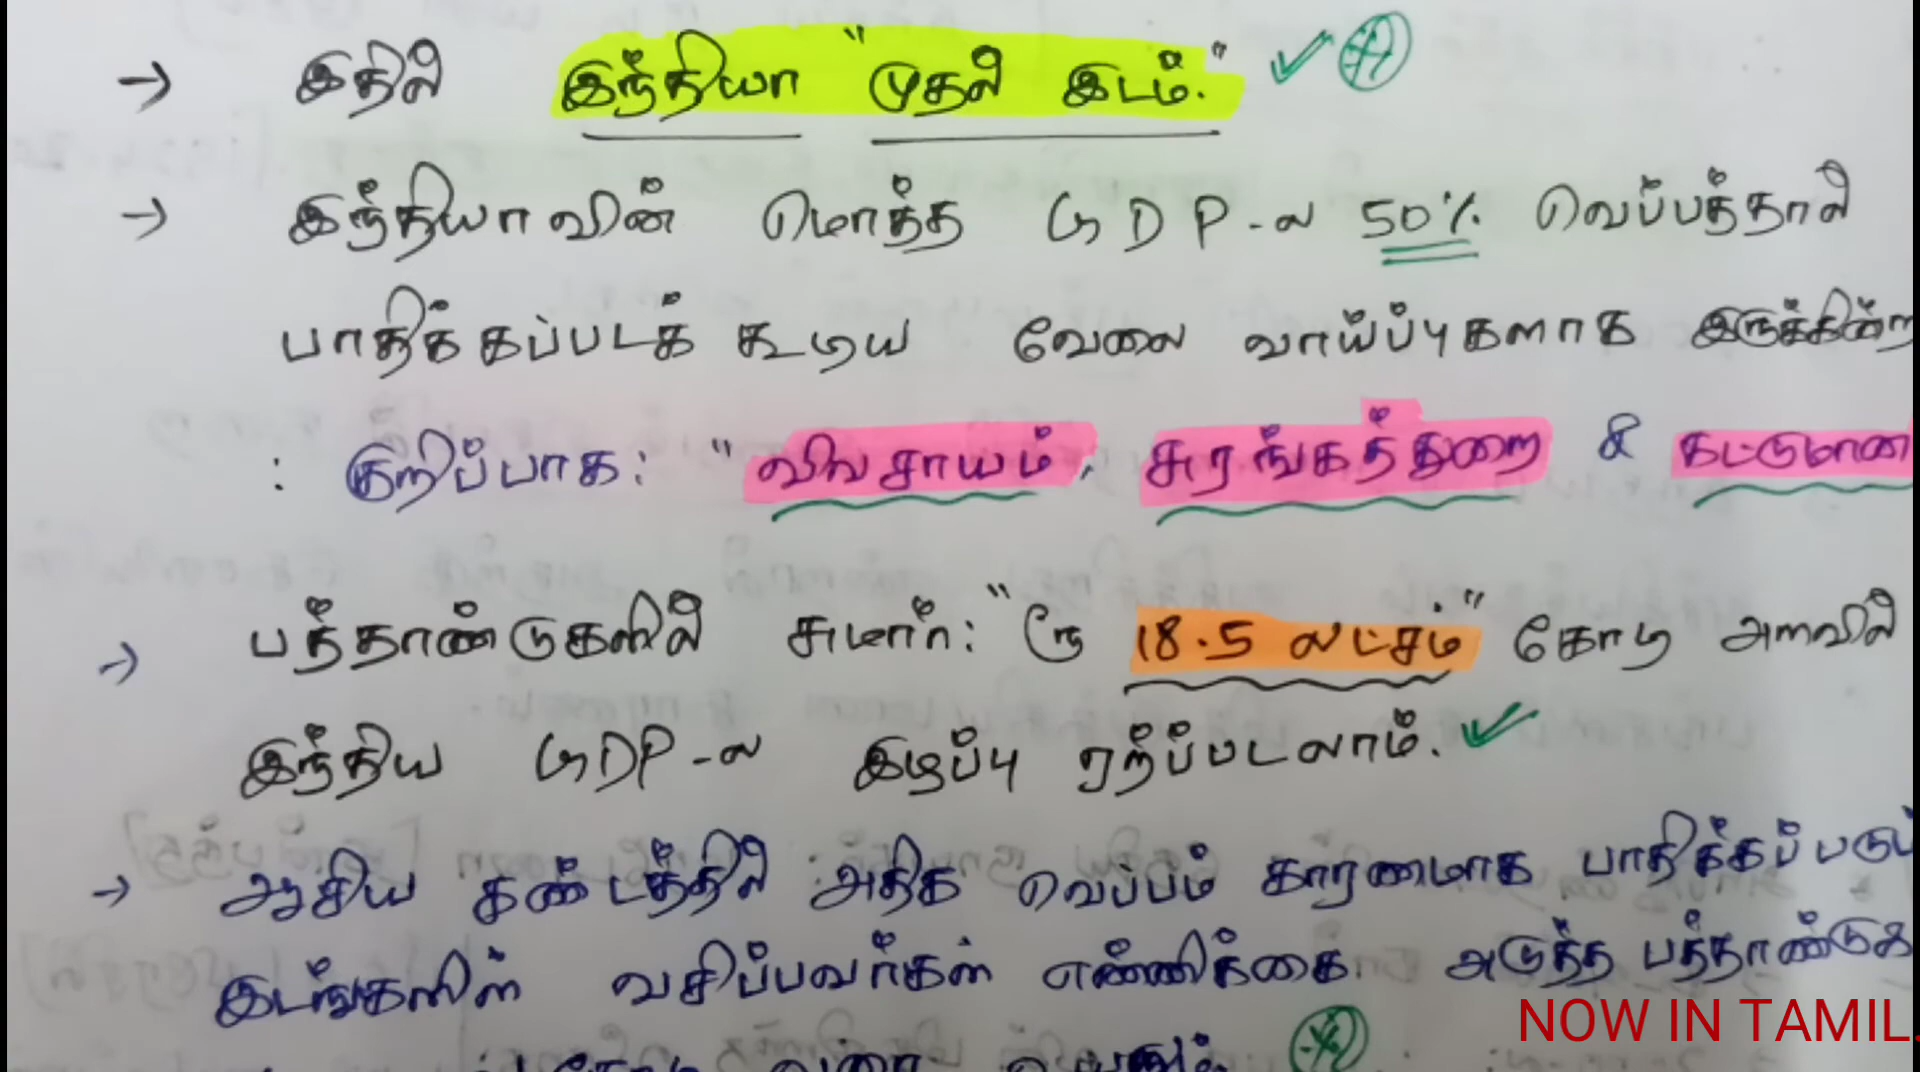 → இதில் இந்தியா "முதல் இடம்."
→ இந்தியாவின் மொத்த GDP-ல 50% வெப்பத்தால்
பாதிக்கப்படக் கூடிய வேலை வாய்ப்புகளாக இருக்கின்ற
: குறிப்பாக: "விவசாயம், சுரங்கத்துறை & கட்டுமான
→ பத்தாண்டுகளில் சுமார்: "ரூ 18.5 லட்சம்" கோடி அளவில்
இந்திய GDP-ல இழப்பு ஏற்ப்படலாம்.
→ ஆசிய கண்டத்தில் அதிக வெப்பம் காரணமாக பாதிக்கப்படும்
இடங்களில் வசிப்பவர்கள் எண்ணிக்கை அடுத்த பத்தாண்டுக
NOW IN TAMIL.